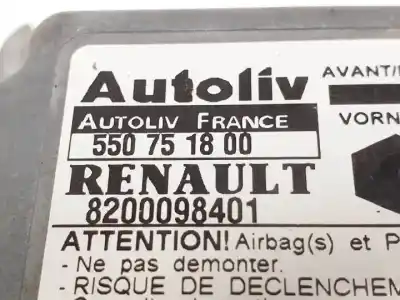 Autoliv
AVANT/
AUTOLIV FRANCE
550 75 18 00
VORN
RENAULT
8200098401
ATTENTION! Airbag(s) et P
- Ne pas demonter.
- RISQUE DE DECLENCHEM